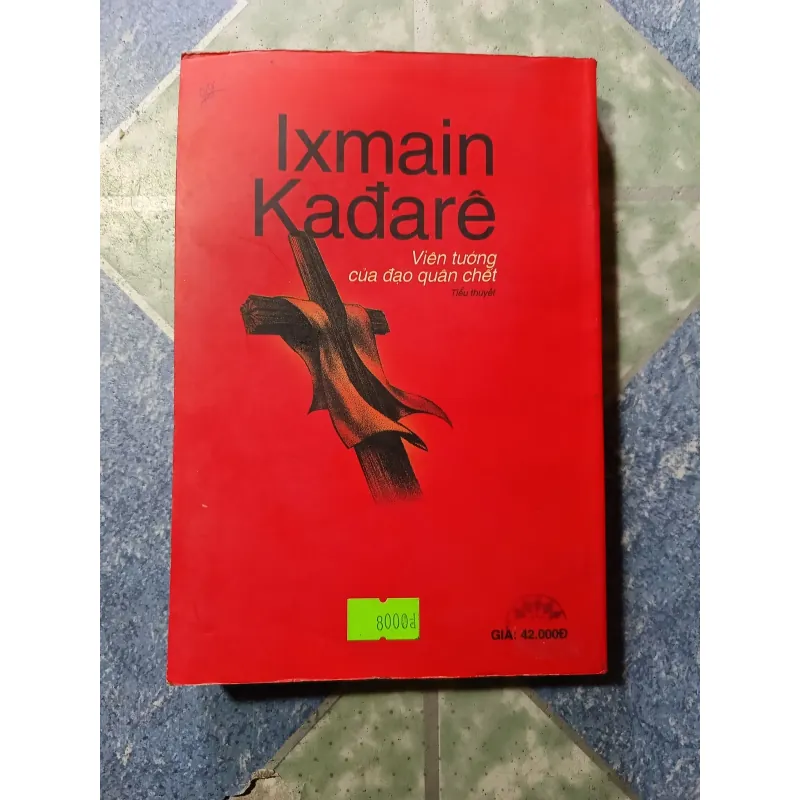 Ixmain
Kađarê
Viên tướng
của đạo quân chết
Tiểu thuyết
8000đ
GIÁ: 42.000Đ